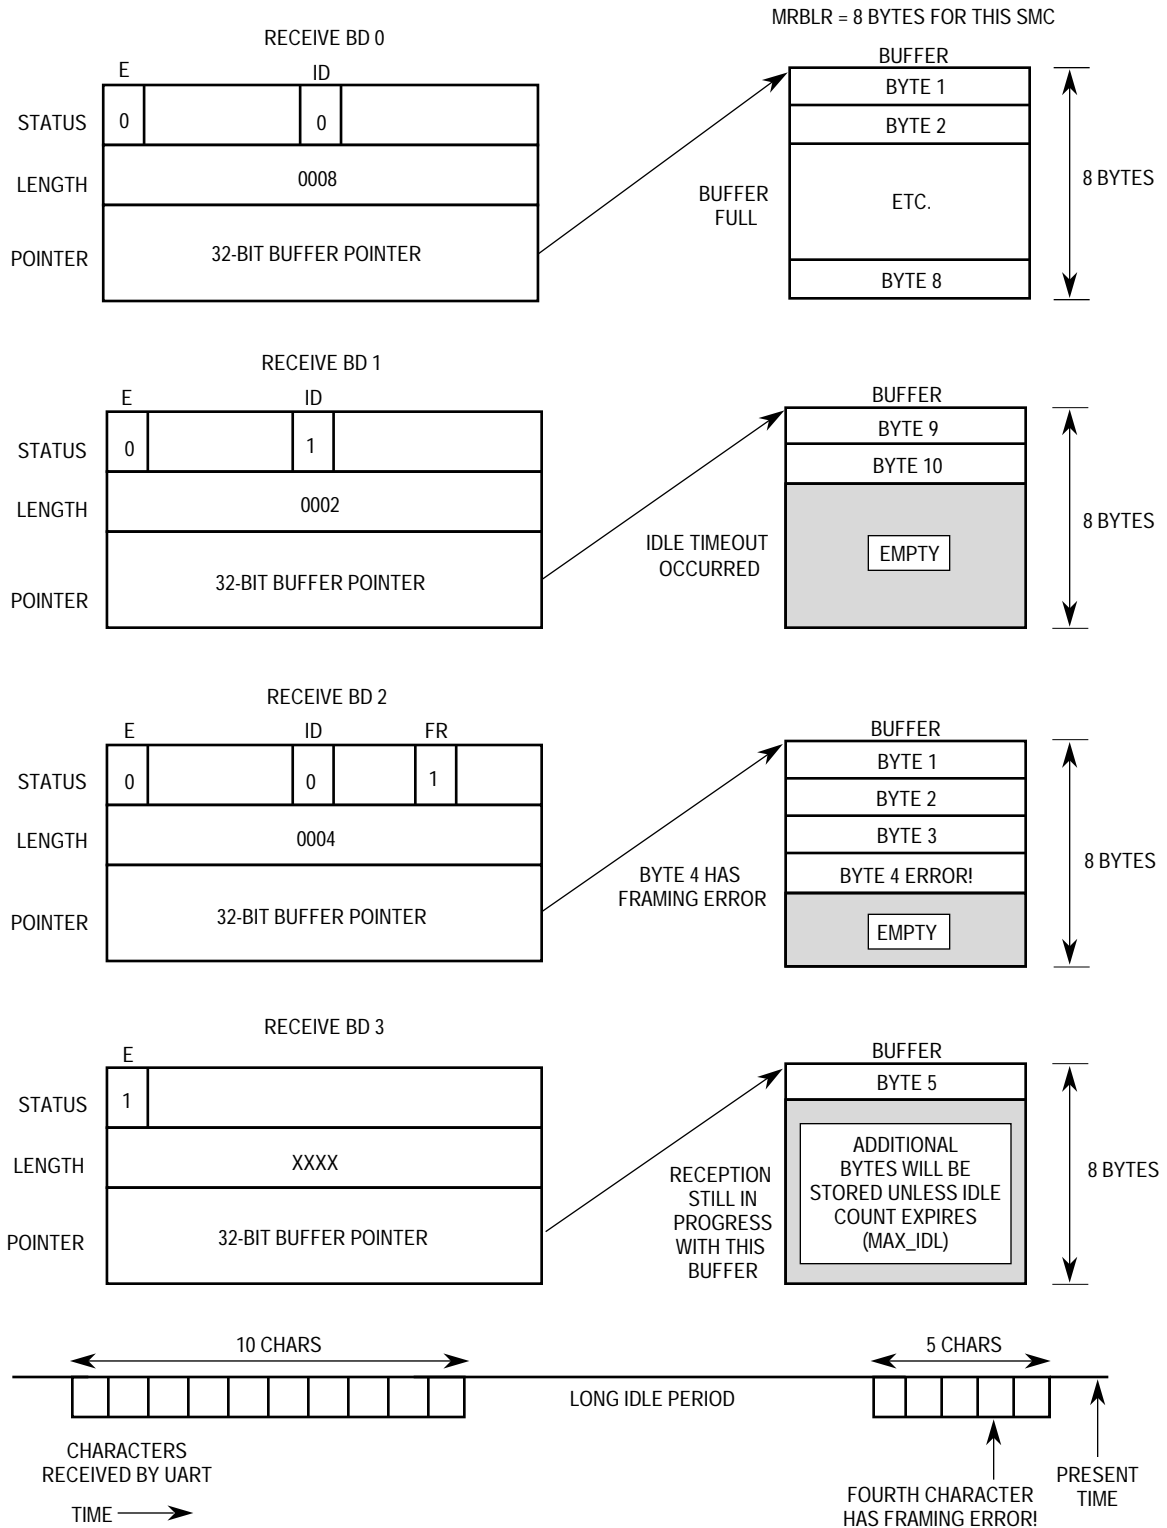 MRBLR = 8 BYTES FOR THIS SMC
RECEIVE BD 0
E
ID
STATUS
0
0
LENGTH
0008
POINTER
32-BIT BUFFER POINTER
BUFFER
FULL
BUFFER
BYTE 1
BYTE 2
ETC.
BYTE 8
8 BYTES
RECEIVE BD 1
E
ID
STATUS
0
1
LENGTH
0002
POINTER
32-BIT BUFFER POINTER
IDLE TIMEOUT
OCCURRED
BUFFER
BYTE 9
BYTE 10
EMPTY
8 BYTES
RECEIVE BD 2
E
ID
FR
STATUS
0
0
1
LENGTH
0004
POINTER
32-BIT BUFFER POINTER
BYTE 4 HAS
FRAMING ERROR
BUFFER
BYTE 1
BYTE 2
BYTE 3
BYTE 4 ERROR!
EMPTY
8 BYTES
RECEIVE BD 3
E
STATUS
1
LENGTH
XXXX
POINTER
32-BIT BUFFER POINTER
RECEPTION
STILL IN
PROGRESS
WITH THIS
BUFFER
BUFFER
BYTE 5
ADDITIONAL
BYTES WILL BE
STORED UNLESS IDLE
COUNT EXPIRES
(MAX_IDL)
8 BYTES
10 CHARS
5 CHARS
LONG IDLE PERIOD
CHARACTERS
RECEIVED BY UART
TIME
FOURTH CHARACTER
HAS FRAMING ERROR!
PRESENT
TIME